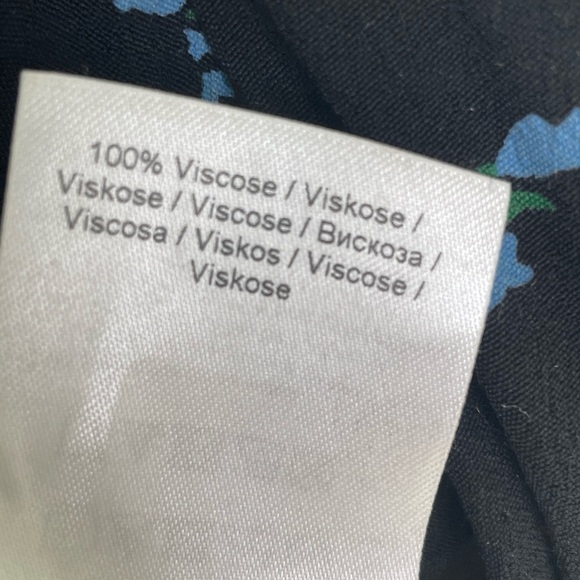 100% Viscose / Viskose /
Viskose / Viscose / Вискоза /
Viscosa / Viskos / Viscose /
Viskose